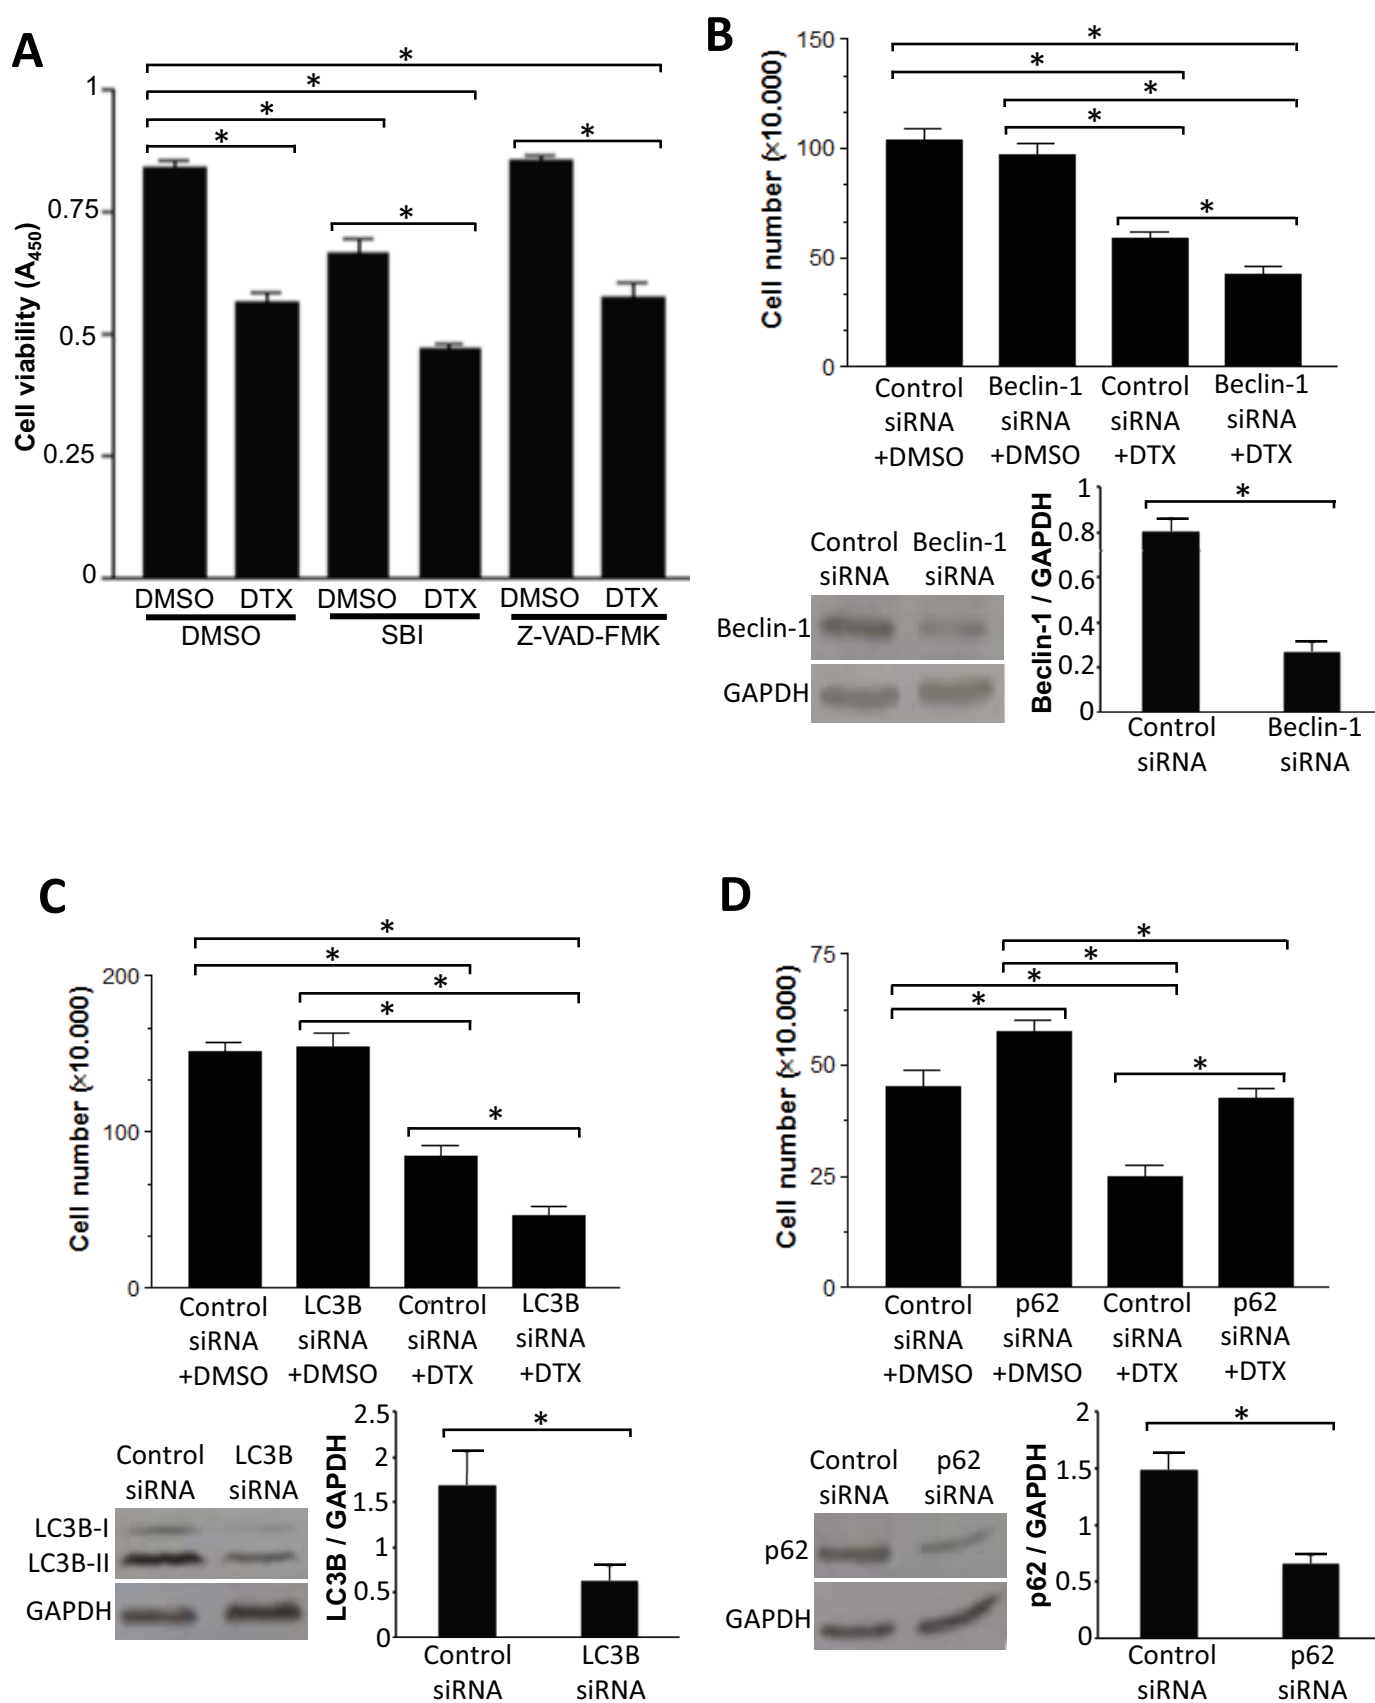 A
*
*
*
*
*
*
1
0.75
0.5
0.25
0
Cell viability (A450)
DMSO DTX DMSO DTX DMSO DTX
DMSO SBI Z-VAD-FMK
B
*
*
*
*
*
150
100
50
0
Cell number (×10.000)
Control Beclin-1 Control Beclin-1
siRNA siRNA siRNA siRNA
+DMSO +DMSO +DTX +DTX
Control Beclin-1
siRNA siRNA
Beclin-1
GAPDH
*
1
0.8
0.6
0.4
0.2
0
Beclin-1 / GAPDH
Control Beclin-1
siRNA siRNA
C
*
*
*
*
*
200
100
0
Cell number (×10.000)
Control LC3B Control LC3B
siRNA siRNA siRNA siRNA
+DMSO +DMSO +DTX +DTX
Control LC3B
siRNA siRNA
LC3B-I
LC3B-II
GAPDH
*
2.5
2
1.5
1
0.5
0
LC3B / GAPDH
Control LC3B
siRNA siRNA
D
*
*
*
*
*
75
50
25
0
Cell number (×10.000)
Control p62 Control p62
siRNA siRNA siRNA siRNA
+DMSO +DMSO +DTX +DTX
Control p62
siRNA siRNA
p62
GAPDH
*
2
1.5
1
0.5
0
p62 / GAPDH
Control p62
siRNA siRNA